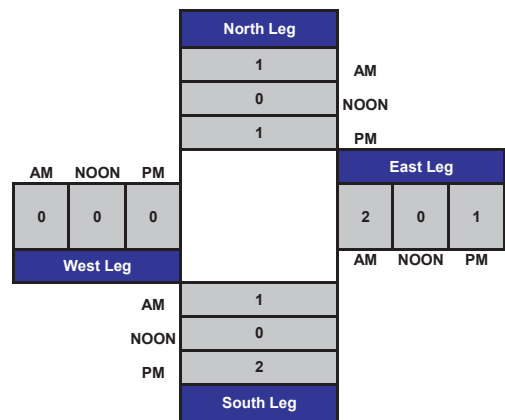 North Leg
1 AM
0 NOON
1 PM
AM NOON PM
East Leg
0 0 0
2 0 1
West Leg
AM NOON PM
AM 1
NOON 0
PM 2
South Leg